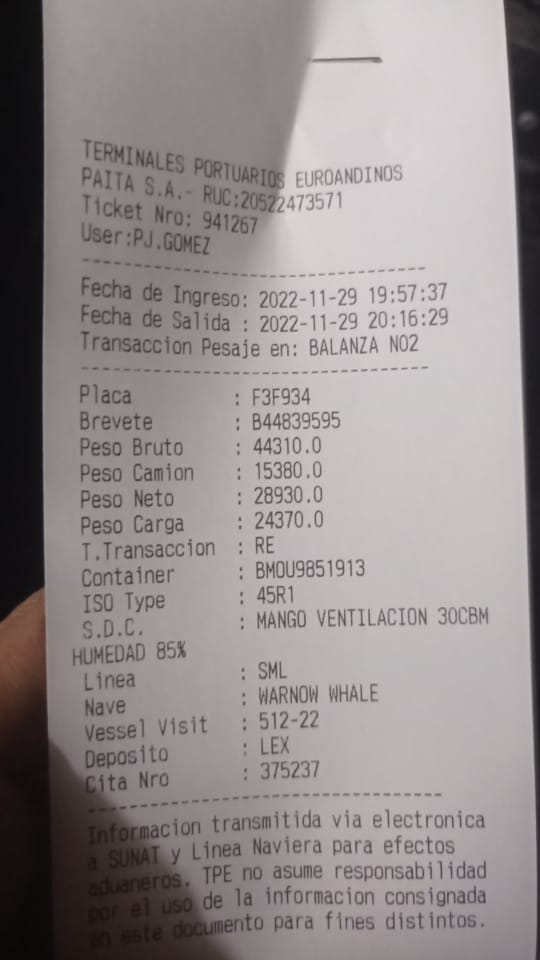 TERMINALES PORTUARIOS EUROANDINOS
PAITA S.A.- RUC:20522473571
Ticket Nro: 941267
User:PJ.GOMEZ
Fecha de Ingreso: 2022-11-29 19:57:37
Fecha de Salida : 2022-11-29 20:16:29
Transaccion Pesaje en: BALANZA NO2
Placa : F3F934
Brevete : B44839595
Peso Bruto : 44310.0
Peso Camion : 15380.0
Peso Neto : 28930.0
Peso Carga : 24370.0
T.Transaccion : RE
Container : BMOU9851913
ISO Type : 45R1
S.D.C. : MANGO VENTILACION 30CBM
HUMEDAD 85%
Linea : SML
Nave : WARNOW WHALE
Vessel Visit : 512-22
Deposito : LEX
Cita Nro : 375237
Informacion transmitida via electronica
a SUNAT y Linea Naviera para efectos
aduaneros. TPE no asume responsabilidad
por el uso de la informacion consignada
en este documento para fines distintos.